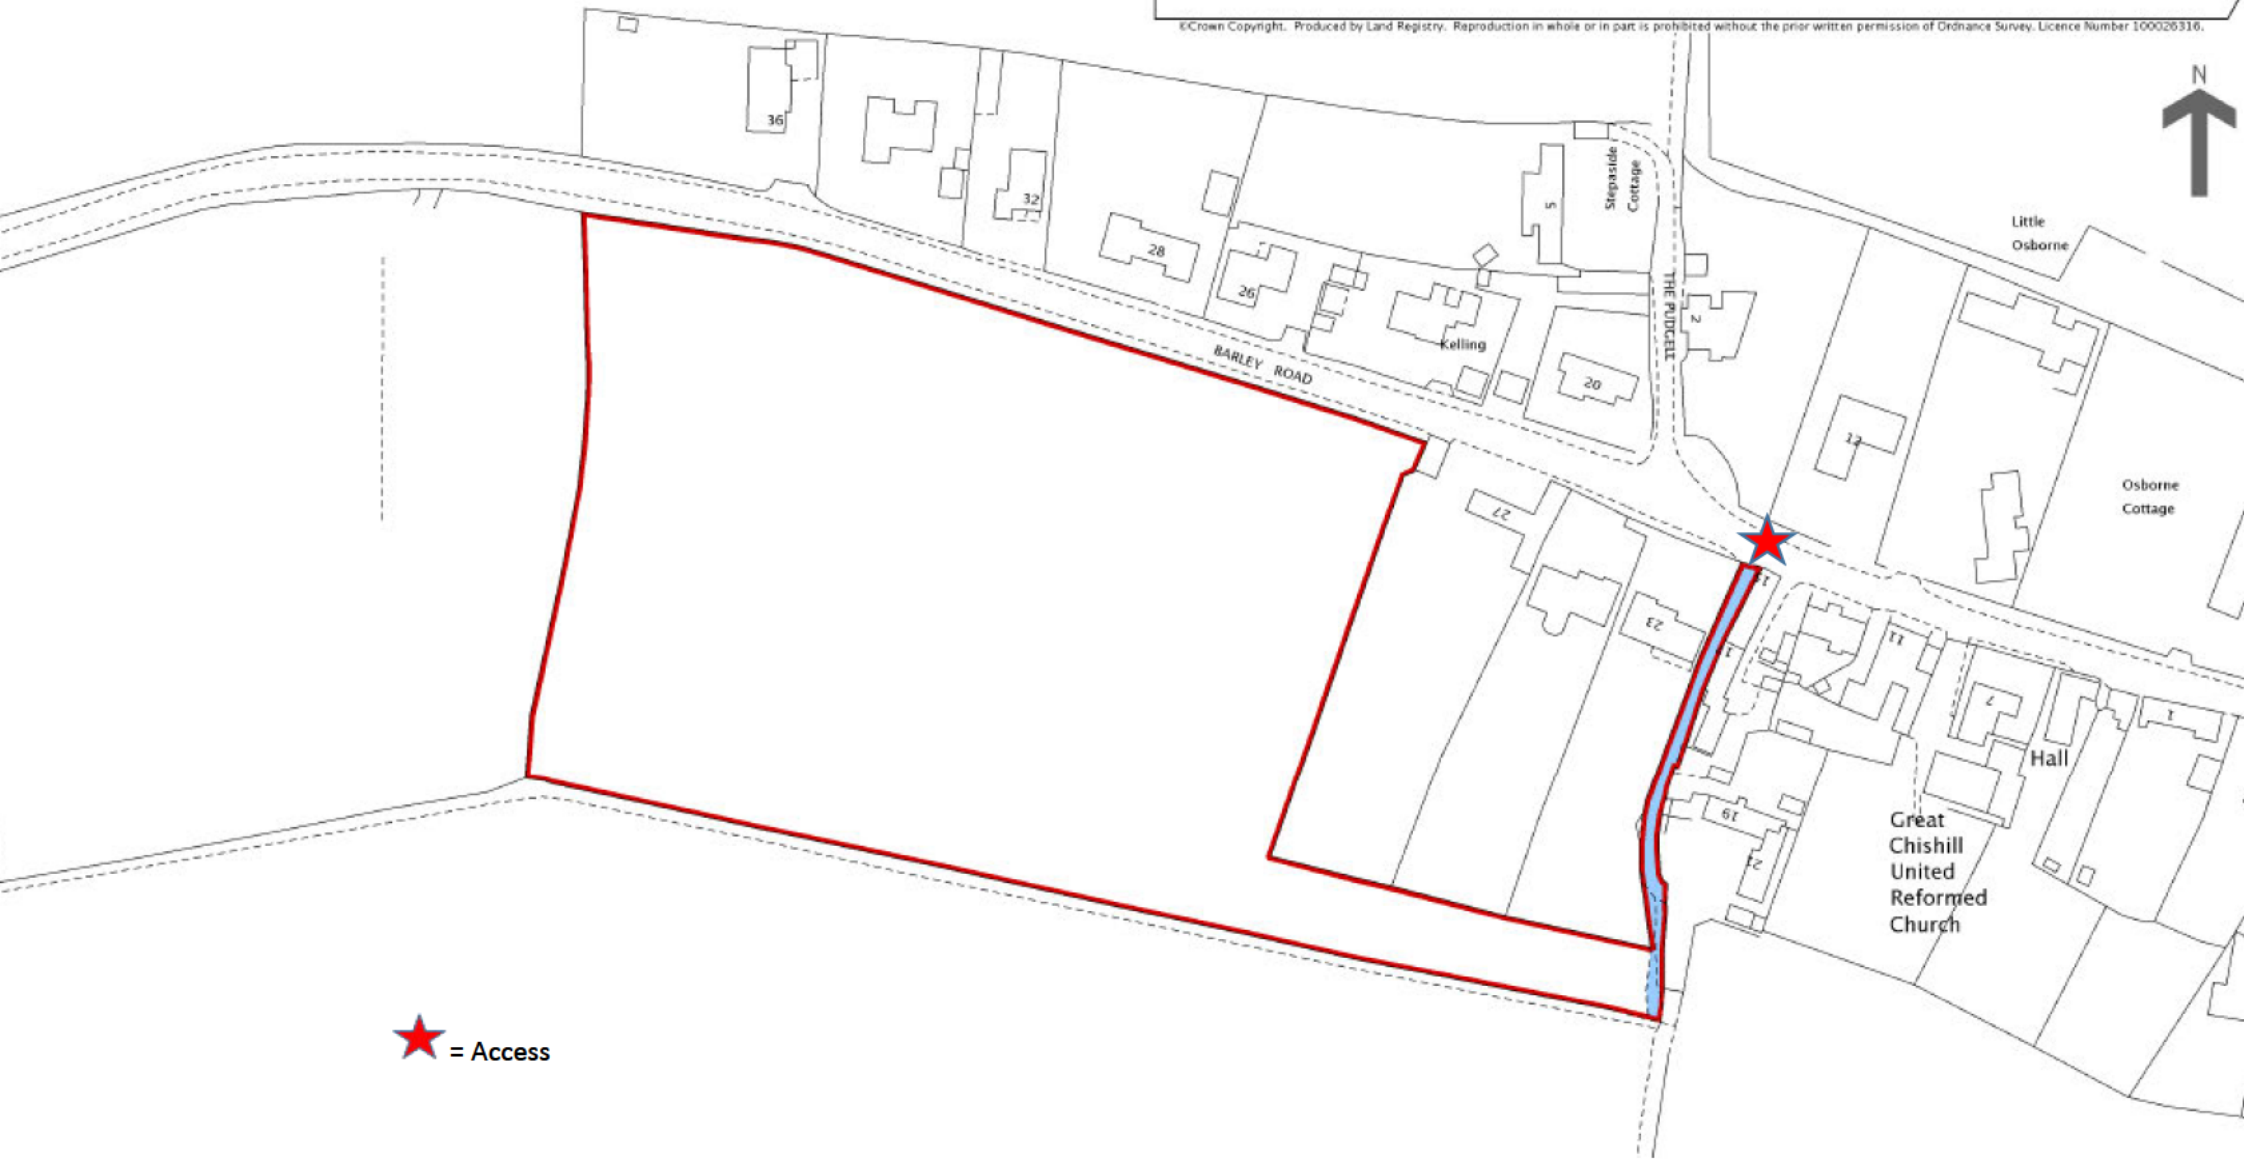 ©Crown Copyright. Produced by Land Registry. Reproduction in whole or in part is prohibited without the prior written permission of Ordnance Survey. Licence Number 100026316.
N
36
32
28
26
5
Stepaside
Cottage
Little
Osborne
THE PUDGELL
2
Kelling
BARLEY ROAD
20
12
Osborne
Cottage
27
23
11
7
1
Hall
19
21
Great
Chishill
United
Reformed
Church
= Access